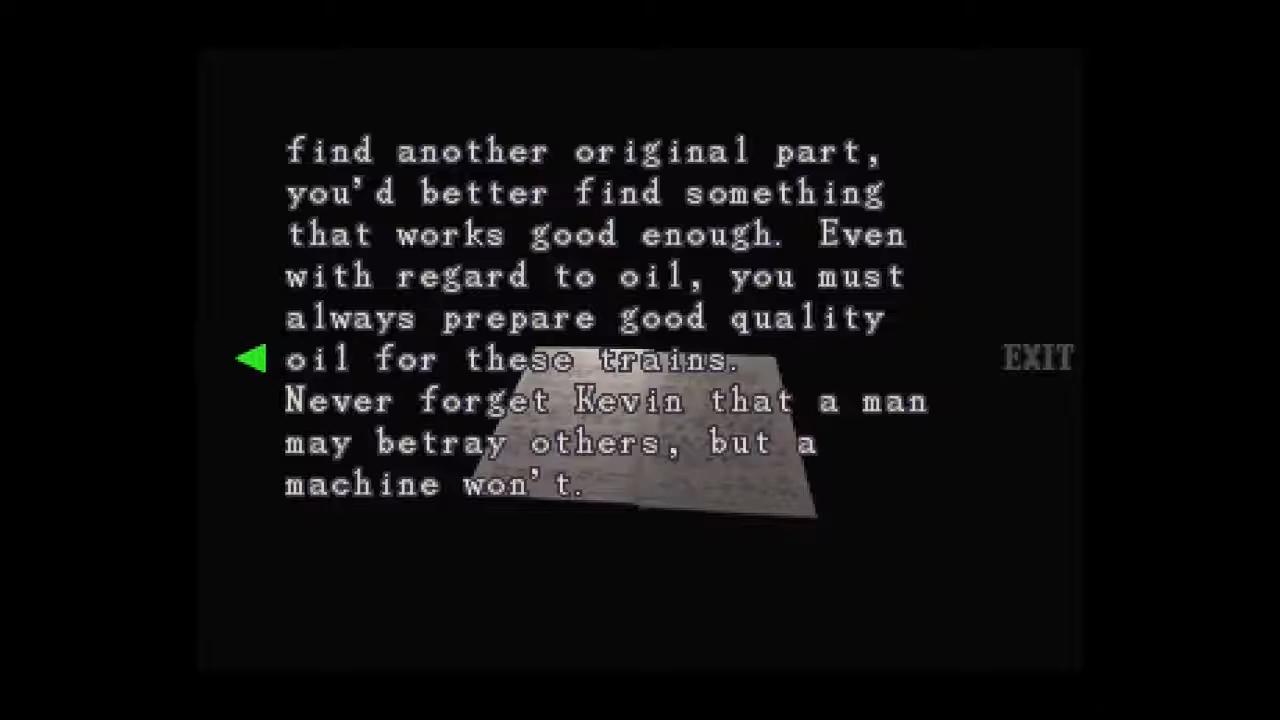 find another original part,
you'd better find something
that works good enough. Even
with regard to oil, you must
always prepare good quality
oil for these trains.
EXIT
Never forget Kevin that a man
may betray others, but a
machine won't.